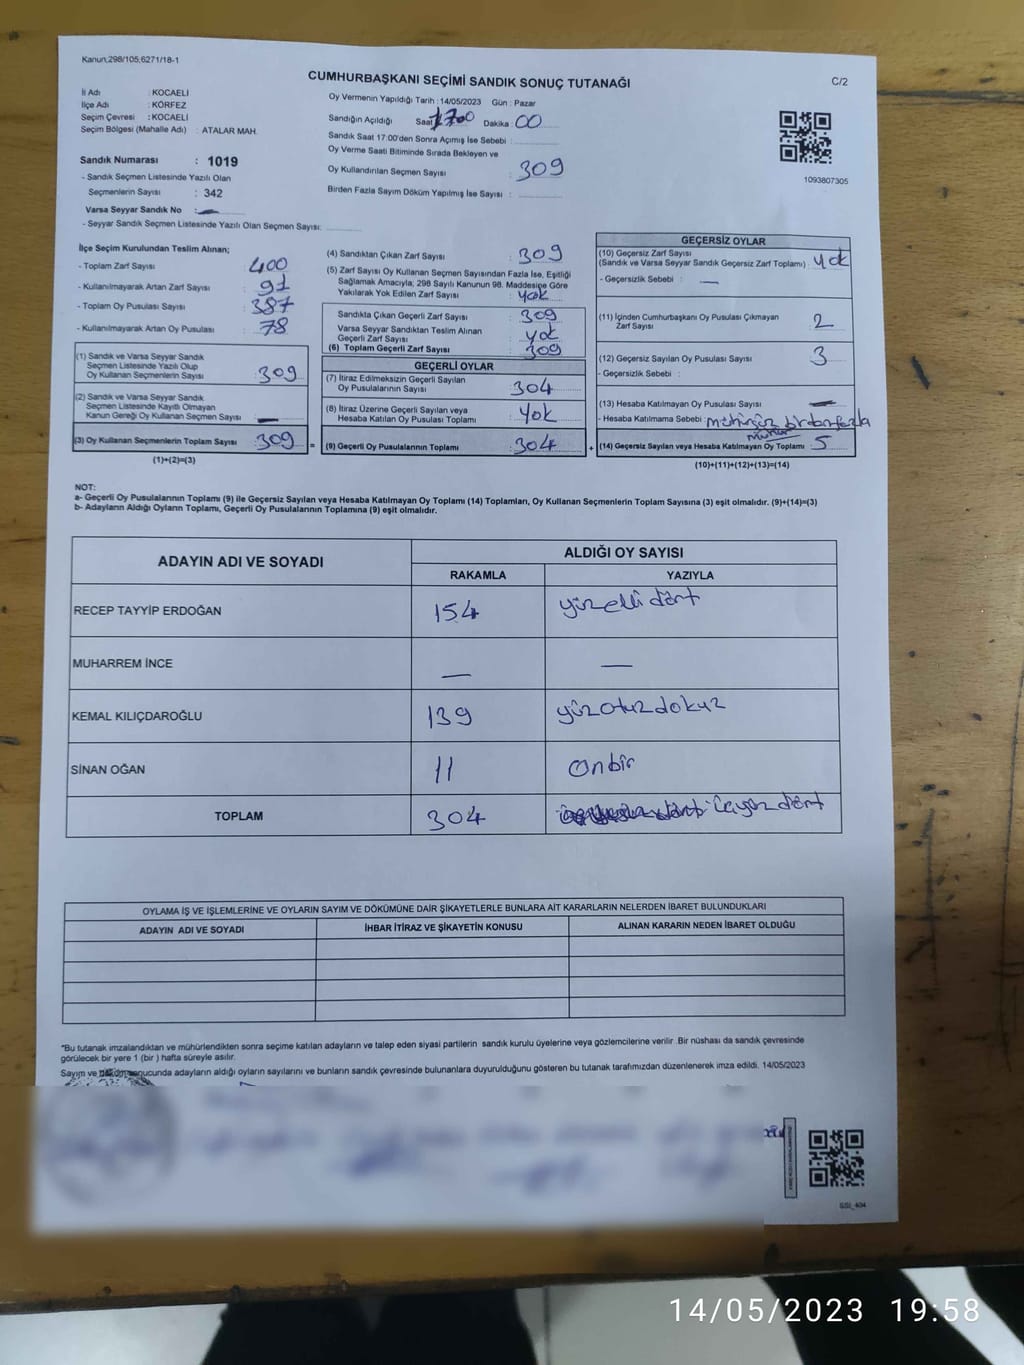 Kanun:298/105;6271/18-1
CUMHURBAŞKANI SEÇİMİ SANDIK SONUÇ TUTANAĞI
C/2
İl Adı : KOCAELİ
İlçe Adı : KÖRFEZ
Seçim Çevresi : KOCAELİ
Seçim Bölgesi (Mahalle Adı) : ATALAR MAH.
Oy Vermenin Yapıldığı Tarih : 14/05/2023 Gün : Pazar
Sandığın Açıldığı Saat 1700 Dakika : 00
Sandık Saat 17:00'den Sonra Açımış İse Sebebi :
Oy Verme Saati Bitiminde Sırada Bekleyen ve
Oy Kullandırılan Seçmen Sayısı : 309
Birden Fazla Sayım Döküm Yapılmış İse Sayısı :
1093807305
Sandık Numarası : 1019
- Sandık Seçmen Listesinde Yazılı Olan
Seçmenlerin Sayısı : 342
Varsa Seyyar Sandık No : —
- Seyyar Sandık Seçmen Listesinde Yazılı Olan Seçmen Sayısı:
İlçe Seçim Kurulundan Teslim Alınan;
- Toplam Zarf Sayısı 400
- Kullanılmayarak Artan Zarf Sayısı : 91
- Toplam Oy Pusulası Sayısı : 387
- Kullanılmayarak Artan Oy Pusulası : 78
(1) Sandık ve Varsa Seyyar Sandık
Seçmen Listesinde Kayıtlı Olup
Oy Kullanan Seçmenlerin Sayısı : 309
(2) Sandık ve Varsa Seyyar Sandık
Seçmen Listesinde Kayıtlı Olmayan
Kanun Gereği Oy Kullanan Seçmen Sayısı : —
(3) Oy Kullanan Seçmenlerin Toplam Sayısı : 309 =
(1)+(2)=(3)
(4) Sandıktan Çıkan Zarf Sayısı : 309
(5) Zarf Sayısı Oy Kullanan Seçmen Sayısından Fazla İse, Eşitliği
Sağlamak Amacıyla; 298 Sayılı Kanunun 98. Maddesine Göre
Yakılarak Yok Edilen Zarf Sayısı : Yok
Sandıkta Çıkan Geçerli Zarf Sayısı : 309
Varsa Seyyar Sandıktan Teslim Alınan
Geçerli Zarf Sayısı : yok
(6) Toplam Geçerli Zarf Sayısı : 309
GEÇERLİ OYLAR
(7) İtiraz Edilmeksizin Geçerli Sayılan
Oy Pusulalarının Sayısı : 304
(8) İtiraz Üzerine Geçerli Sayılan veya
Hesaba Katılan Oy Pusulası Toplamı : Yok
(9) Geçerli Oy Pusulalarının Toplamı : 304 +
GEÇERSİZ OYLAR
(10) Geçersiz Zarf Sayısı
(Sandık ve Varsa Seyyar Sandık Geçersiz Zarf Toplamı) : yok
- Geçersizlik Sebebi : —
(11) İçinden Cumhurbaşkanı Oy Pusulası Çıkmayan
Zarf Sayısı : 2
(12) Geçersiz Sayılan Oy Pusulası Sayısı : 3
- Geçersizlik Sebebi :
(13) Hesaba Katılmayan Oy Pusulası Sayısı : —
- Hesaba Katılmama Sebebi : mühürsüz birdenfazla
mühür
(14) Geçersiz Sayılan veya Hesaba Katılmayan Oy Toplamı : 5
(10)+(11)+(12)+(13)=(14)
NOT:
a- Geçerli Oy Pusulalarının Toplamı (9) ile Geçersiz Sayılan veya Hesaba Katılmayan Oy Toplamı (14) Toplamları, Oy Kullanan Seçmenlerin Toplam Sayısına (3) eşit olmalıdır. (9)+(14)=(3)
b- Adayların Aldığı Oyların Toplamı, Geçerli Oy Pusulalarının Toplamına (9) eşit olmalıdır.
ADAYIN ADI VE SOYADI ALDIĞI OY SAYISI
RAKAMLA YAZIYLA
RECEP TAYYİP ERDOĞAN 154 yüzelli dört
MUHARREM İNCE — —
KEMAL KILIÇDAROĞLU 139 yüzotuzdokuz
SİNAN OĞAN 11 onbir
TOPLAM 304 üçyüz dört
OYLAMA İŞ VE İŞLEMLERİNE VE OYLARIN SAYIM VE DÖKÜMÜNE DAİR ŞİKAYETLERLE BUNLARA AİT KARARLARIN NELERDEN İBARET BULUNDUKLARI
ADAYIN ADI VE SOYADI İHBAR İTİRAZ VE ŞİKAYETİN KONUSU ALINAN KARARIN NEDEN İBARET OLDUĞU
*Bu tutanak imzalandıktan ve mühürlendikten sonra seçime katılan adayların ve talep eden siyasi partilerin sandık kurulu üyelerine veya gözlemcilerine verilir .Bir nüshası da sandık çevresinde
görülecek bir yere 1 (bir ) hafta süreyle asılır.
Sayım ve sonucunda adayların aldığı oyların sayılarını ve bunların sandık çevresinde bulunanlara duyurulduğunu gösteren bu tutanak tarafımızdan düzenlenerek imza edildi. 14/05/2023
SSI_404
14/05/2023 19:58